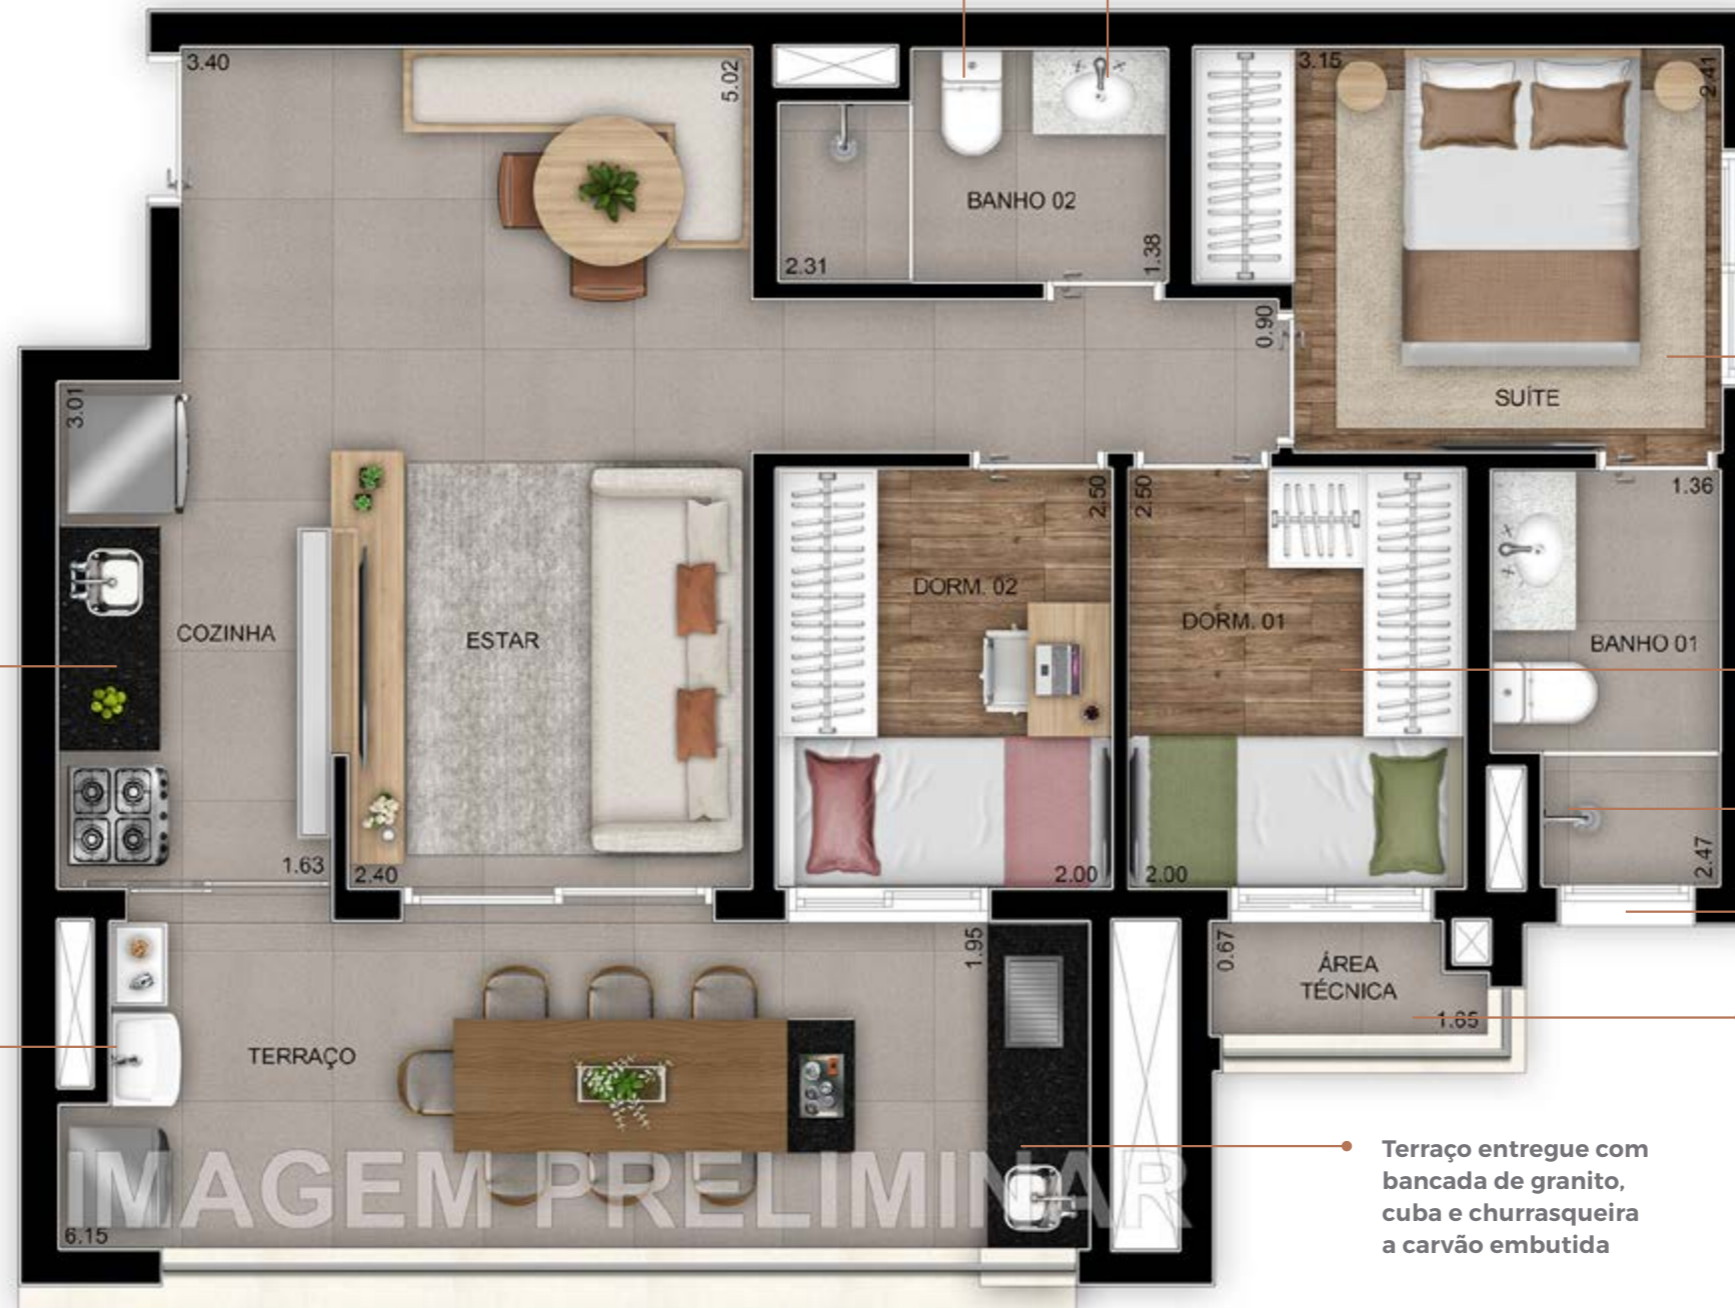 3.40
5.02
BANHO 02
2.31
1.38
3.15
2.41
SUÍTE
0.90
3.01
COZINHA
1.63
ESTAR
2.40
DORM. 02
2.50
2.00
DORM. 01
2.50
2.00
1.36
BANHO 01
2.47
TERRAÇO
1.95
6.15
0.67
ÁREA
TÉCNICA
1.65
IMAGEM PRELIMINAR
Terraço entregue com
bancada de granito,
cuba e churrasqueira
a carvão embutida